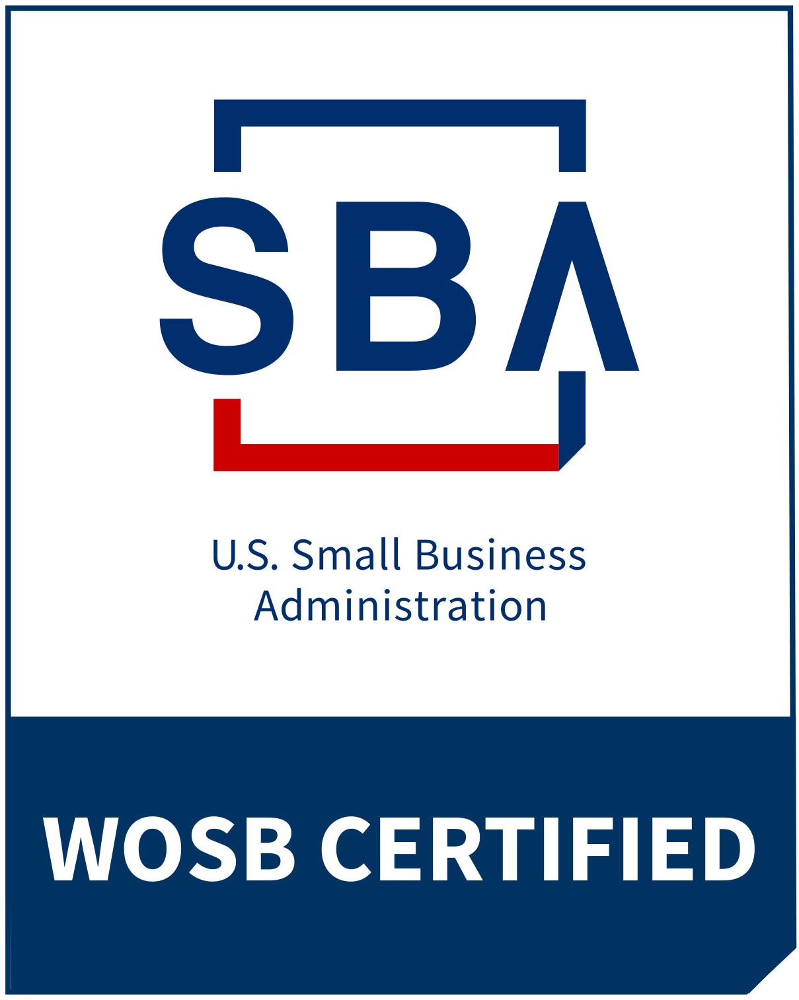 SBA
U.S. Small Business
Administration
WOSB CERTIFIED